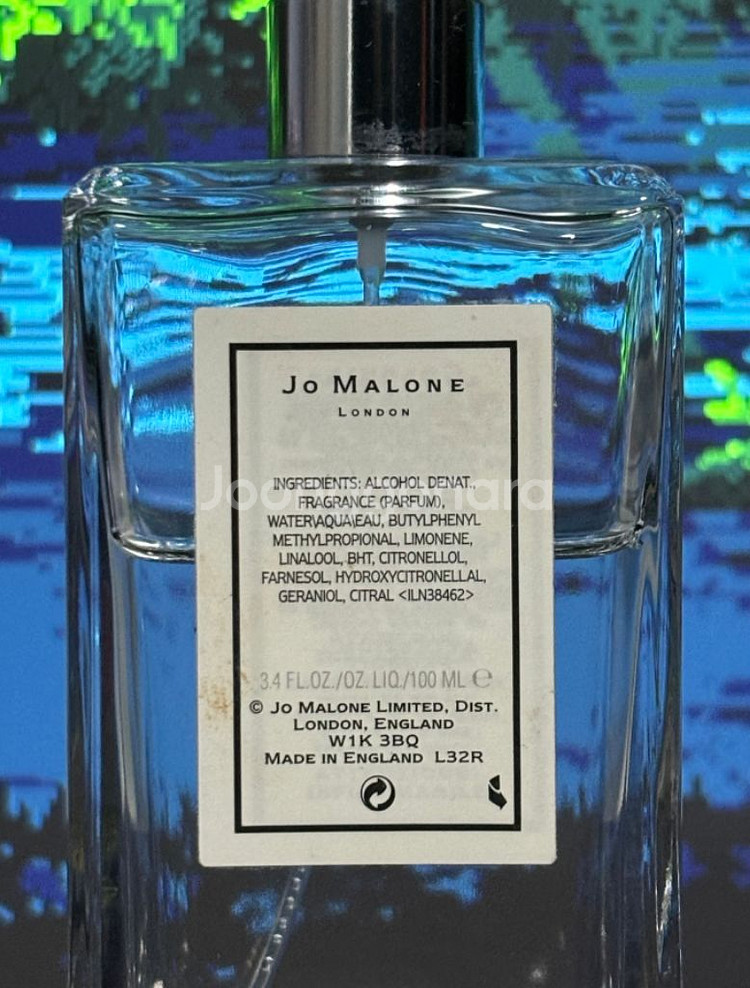 JO MALONE
LONDON
INGREDIENTS: ALCOHOL DENAT.,
FRAGRANCE (PARFUM),
WATER\AQUA\EAU, BUTYLPHENYL
METHYLPROPIONAL, LIMONENE,
LINALOOL, BHT, CITRONELLOL,
FARNESOL, HYDROXYCITRONELLAL,
GERANIOL, CITRAL <ILN38462>
3.4 FL.OZ./OZ. LIQ./100 ML ℮
© JO MALONE LIMITED, DIST.
LONDON, ENGLAND
W1K 3BQ
MADE IN ENGLAND L32R